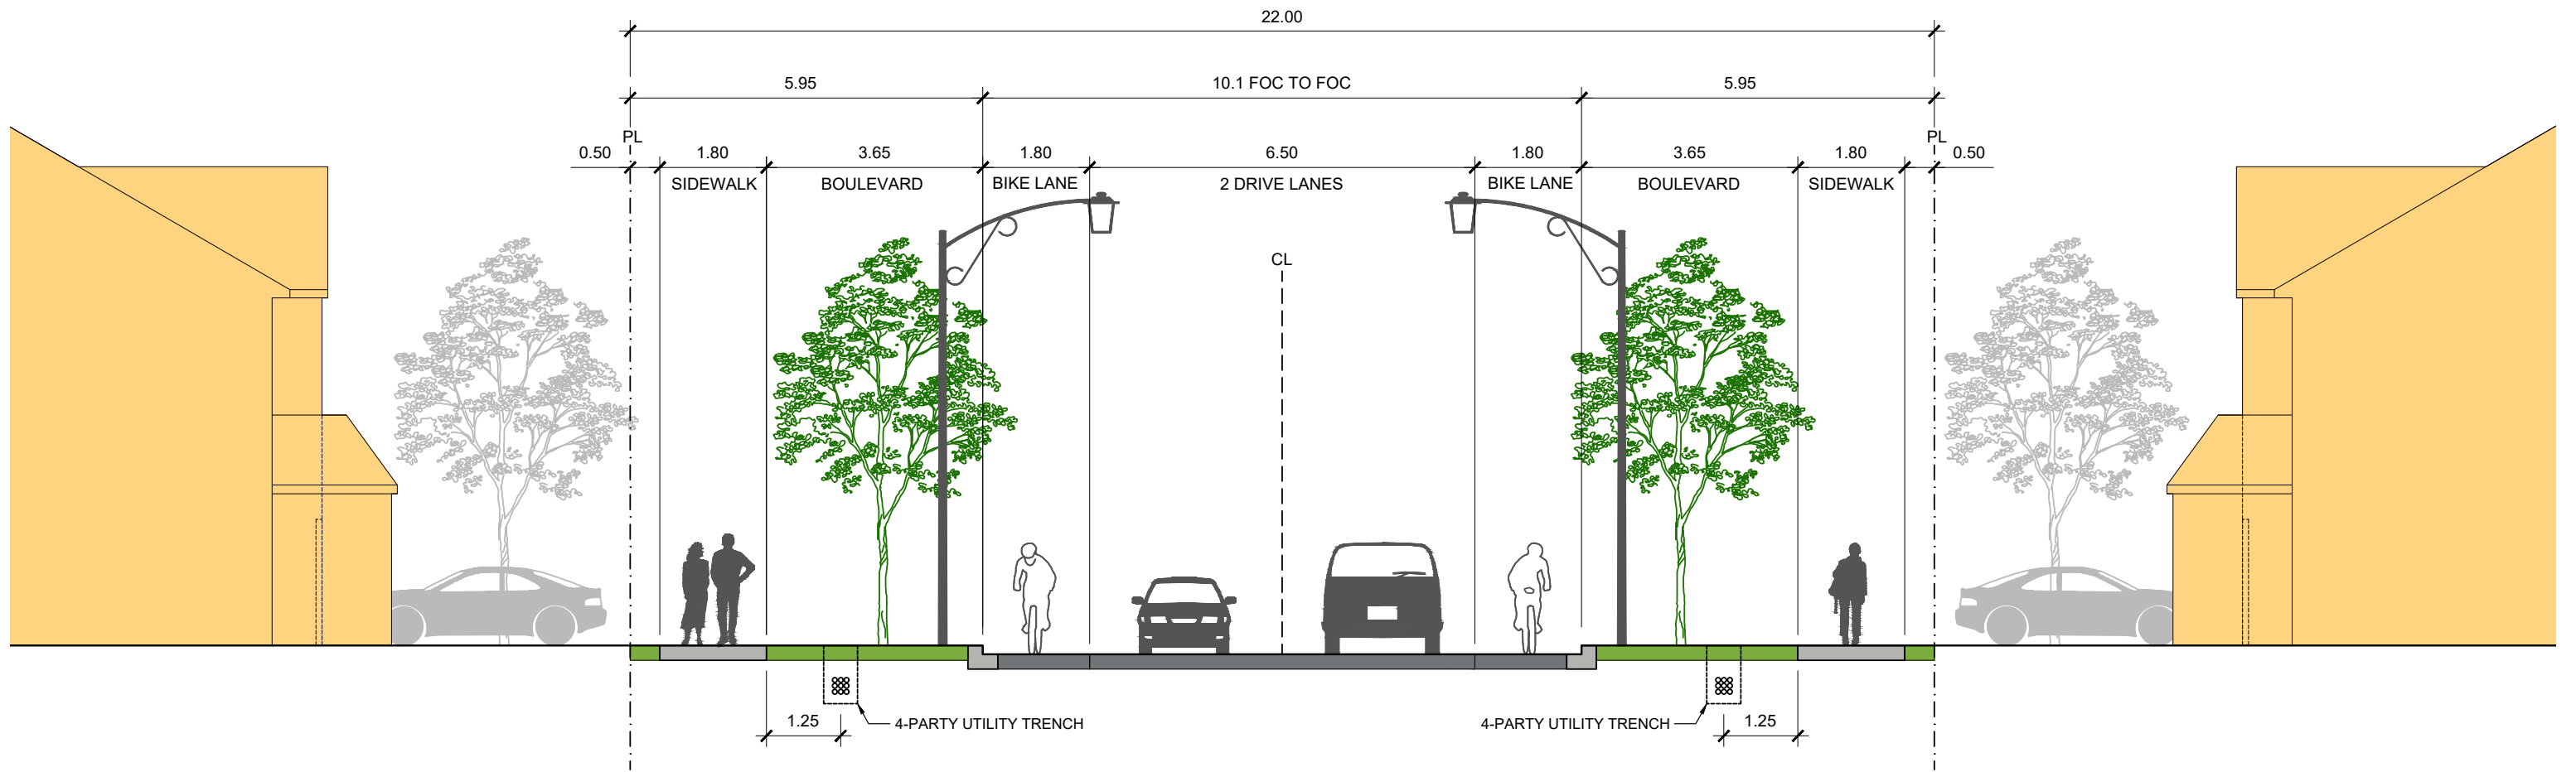 22.00
5.95 10.1 FOC TO FOC 5.95
PL PL
0.50 1.80 3.65 1.80 6.50 1.80 3.65 1.80 0.50
SIDEWALK BOULEVARD BIKE LANE 2 DRIVE LANES BIKE LANE BOULEVARD SIDEWALK
CL
1.25 4-PARTY UTILITY TRENCH 4-PARTY UTILITY TRENCH 1.25